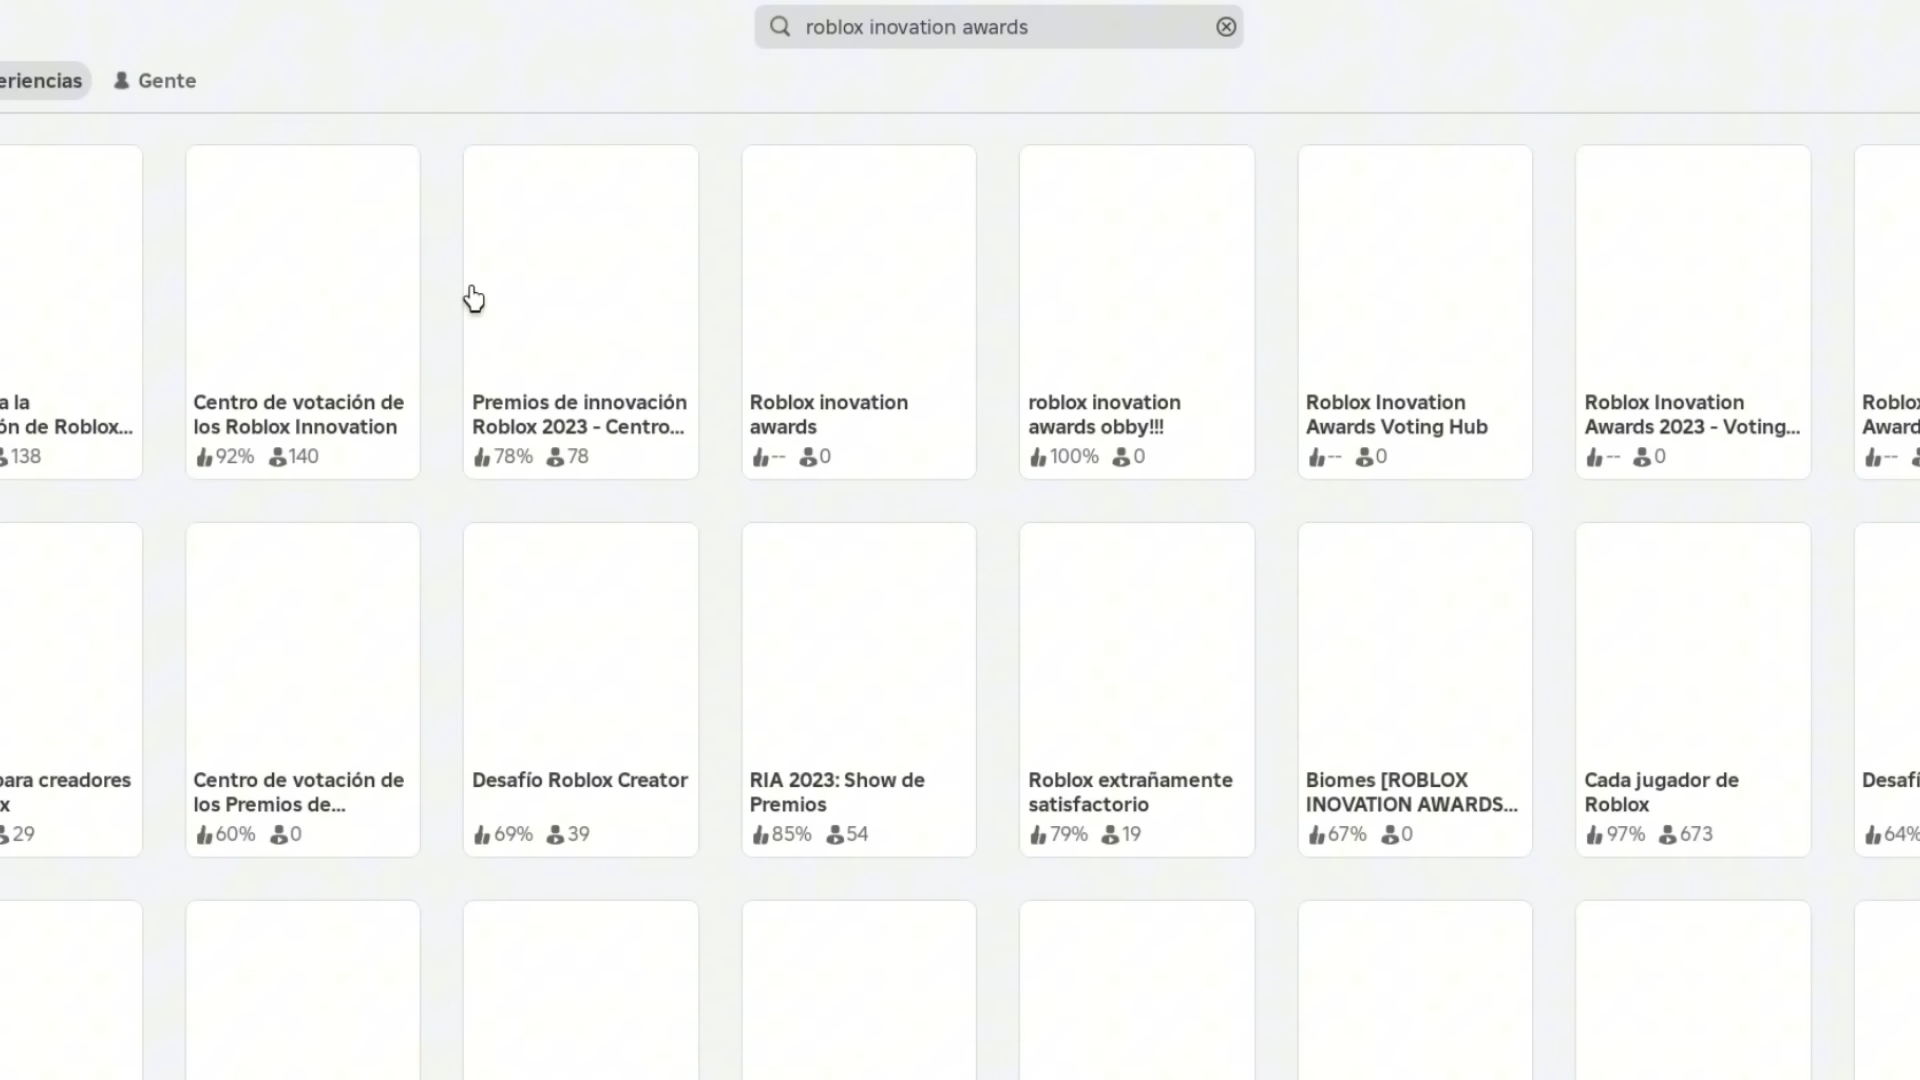 roblox inovation awards
eriencias
Gente
a la
ón de Roblox...
138
Centro de votación de
los Roblox Innovation
92% 140
Premios de innovación
Roblox 2023 - Centro...
78% 78
Roblox inovation
awards
-- 0
roblox inovation
awards obby!!!
100% 0
Roblox Inovation
Awards Voting Hub
-- 0
Roblox Inovation
Awards 2023 - Voting...
-- 0
Roblox
Award
--
para creadores
x
29
Centro de votación de
los Premios de...
60% 0
Desafío Roblox Creator
69% 39
RIA 2023: Show de
Premios
85% 54
Roblox extrañamente
satisfactorio
79% 19
Biomes [ROBLOX
INOVATION AWARDS...
67% 0
Cada jugador de
Roblox
97% 673
Desafí
64%